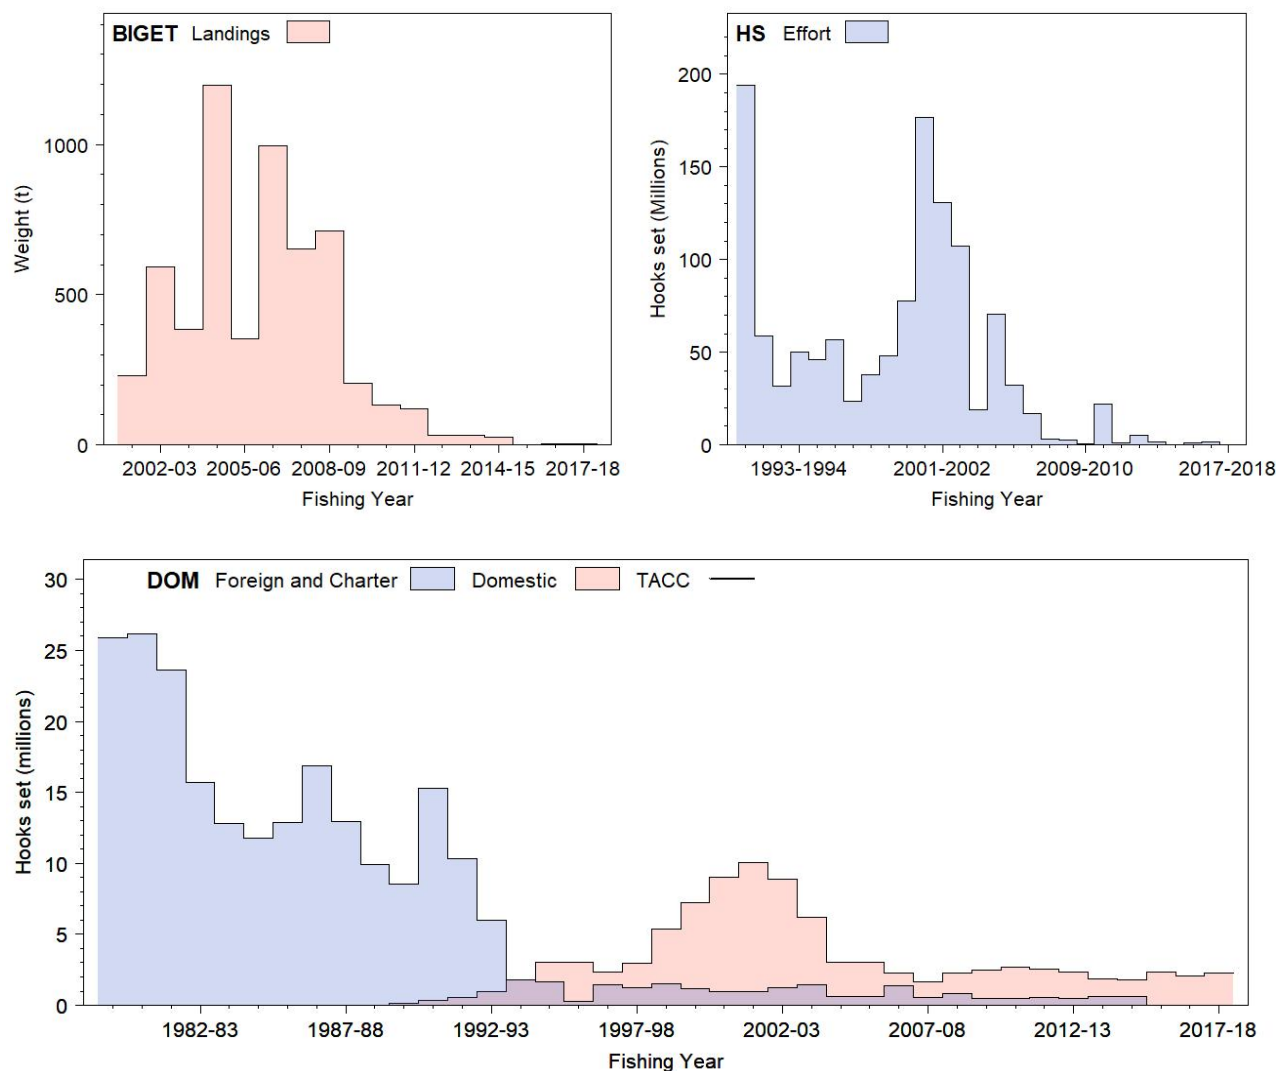 BIGET Landings
Weight (t)
1000
500
0
2002-03 2005-06 2008-09 2011-12 2014-15 2017-18
Fishing Year
HS Effort
Hooks set (Millions)
200
150
100
50
0
1993-1994 2001-2002 2009-2010 2017-2018
Fishing Year
DOM Foreign and Charter Domestic TACC
Hooks set (millions)
30
25
20
15
10
5
0
1982-83 1987-88 1992-93 1997-98 2002-03 2007-08 2012-13 2017-18
Fishing Year